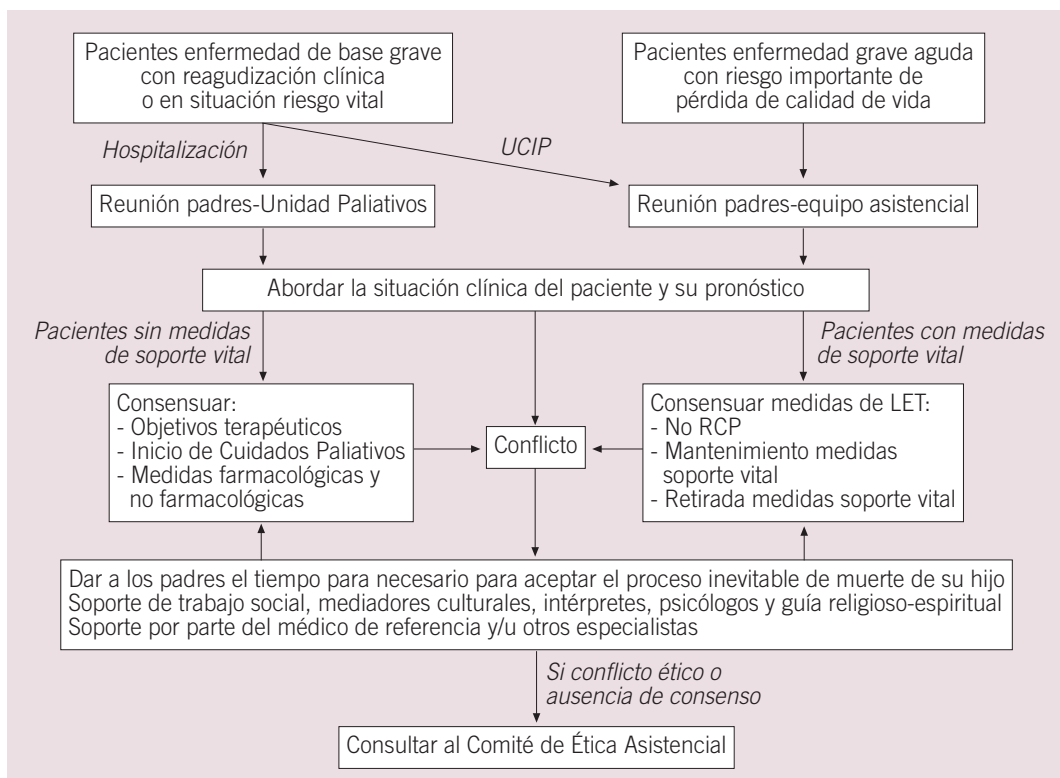 Pacientes enfermedad de base grave
con reagudización clínica
o en situación riesgo vital
Pacientes enfermedad grave aguda
con riesgo importante de
pérdida de calidad de vida
Hospitalización
UCIP
Reunión padres-Unidad Paliativos
Reunión padres-equipo asistencial
Abordar la situación clínica del paciente y su pronóstico
Pacientes sin medidas
de soporte vital
Pacientes con medidas
de soporte vital
Consensuar:
- Objetivos terapéuticos
- Inicio de Cuidados Paliativos
- Medidas farmacológicas y
no farmacológicas
Conflicto
Consensuar medidas de LET:
- No RCP
- Mantenimiento medidas
soporte vital
- Retirada medidas soporte vital
Dar a los padres el tiempo para necesario para aceptar el proceso inevitable de muerte de su hijo
Soporte de trabajo social, mediadores culturales, intérpretes, psicólogos y guía religioso-espiritual
Soporte por parte del médico de referencia y/u otros especialistas
Si conflicto ético o
ausencia de consenso
Consultar al Comité de Ética Asistencial